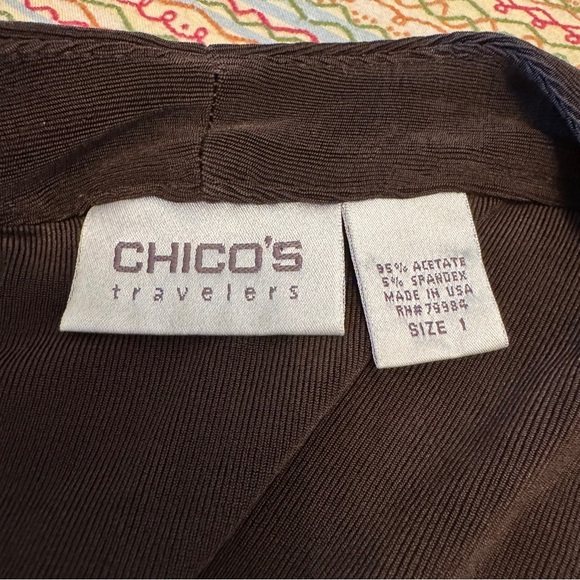 CHICO'S
travelers
95% ACETATE
5% SPANDEX
MADE IN USA
RN#79984
SIZE 1